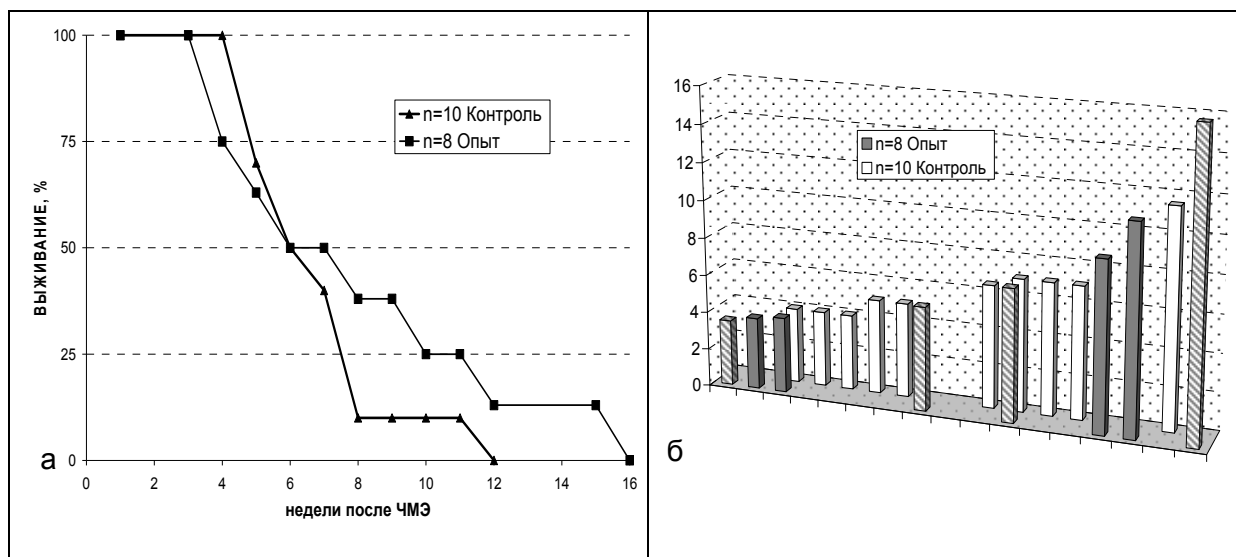 100
75
50
25
0
ВЫЖИВАНИЕ, %
n=10 Контроль
n=8 Опыт
0 2 4 6 8 10 12 14 16
недели после ЧМЭ
а
16
14
12
10
8
6
4
2
0
n=8 Опыт
n=10 Контроль
б